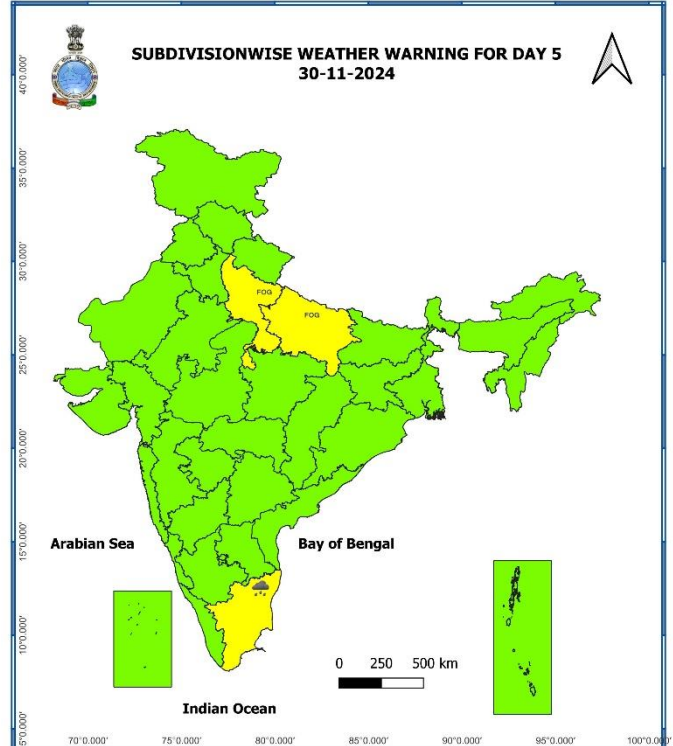 SUBDIVISIONWISE WEATHER WARNING FOR DAY 5
30-11-2024
40°0.000'
35°0.000'
30°0.000'
25°0.000'
20°0.000'
15°0.000'
10°0.000'
5°0.000'
FOG
FOG
Arabian Sea
Bay of Bengal
0 250 500 km
Indian Ocean
70°0.000' 75°0.000' 80°0.000' 85°0.000' 90°0.000' 95°0.000' 100°0.000'